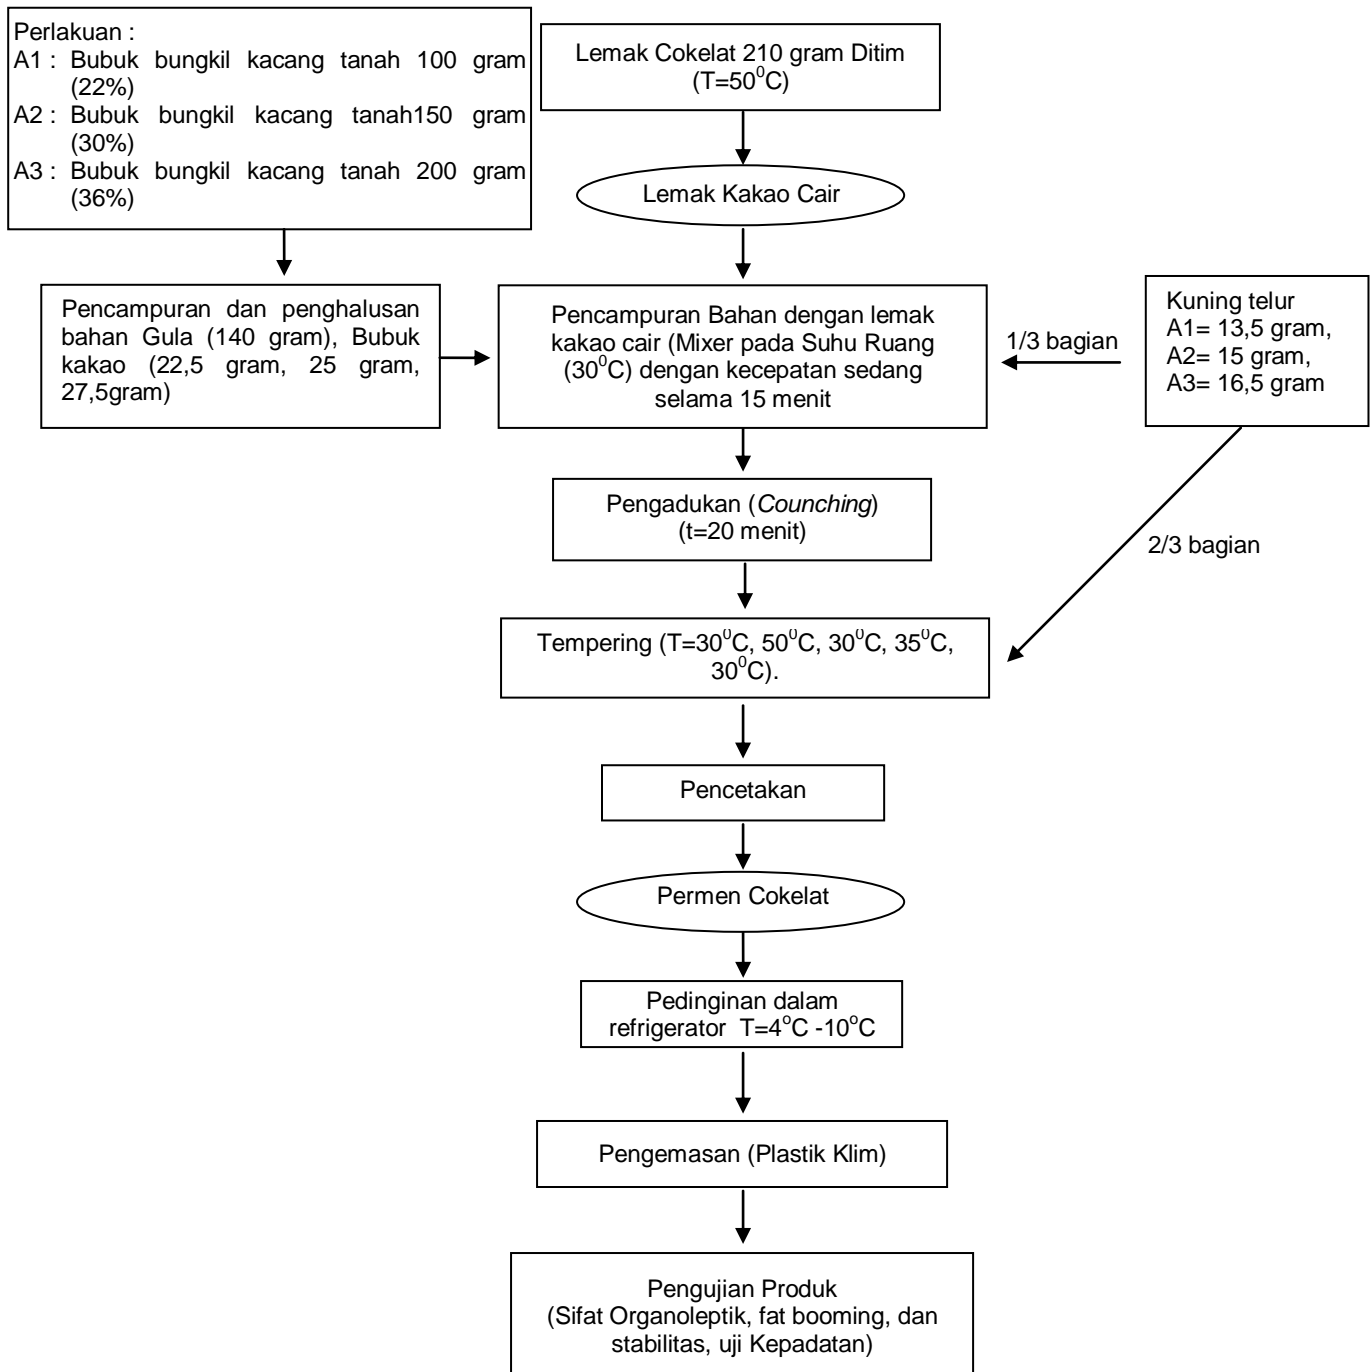 Perlakuan :
A1 : Bubuk bungkil kacang tanah 100 gram
(22%)
A2 : Bubuk bungkil kacang tanah150 gram
(30%)
A3 : Bubuk bungkil kacang tanah 200 gram
(36%)
Lemak Cokelat 210 gram Ditim
(T=50⁰C)
Lemak Kakao Cair
Pencampuran dan penghalusan
bahan Gula (140 gram), Bubuk
kakao (22,5 gram, 25 gram,
27,5gram)
Pencampuran Bahan dengan lemak
kakao cair (Mixer pada Suhu Ruang
(30⁰C) dengan kecepatan sedang
selama 15 menit
1/3 bagian
Kuning telur
A1= 13,5 gram,
A2= 15 gram,
A3= 16,5 gram
Pengadukan (Counching)
(t=20 menit)
2/3 bagian
Tempering (T=30⁰C, 50⁰C, 30⁰C, 35⁰C,
30⁰C).
Pencetakan
Permen Cokelat
Pedinginan dalam
refrigerator T=4°C -10°C
Pengemasan (Plastik Klim)
Pengujian Produk
(Sifat Organoleptik, fat booming, dan
stabilitas, uji Kepadatan)